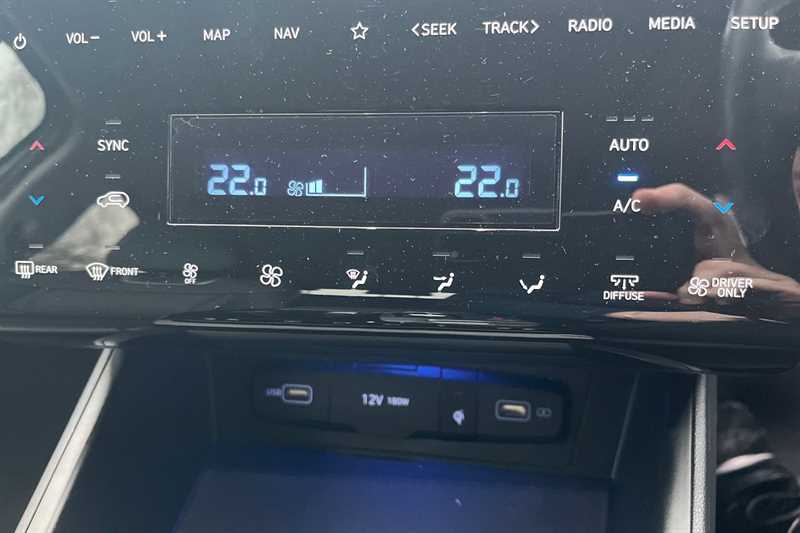 VOL− VOL+ MAP NAV <SEEK TRACK> RADIO MEDIA SETUP
SYNC AUTO
22.0 22.0
A/C
REAR FRONT OFF DIFFUSE DRIVER ONLY
USB 12V 180W